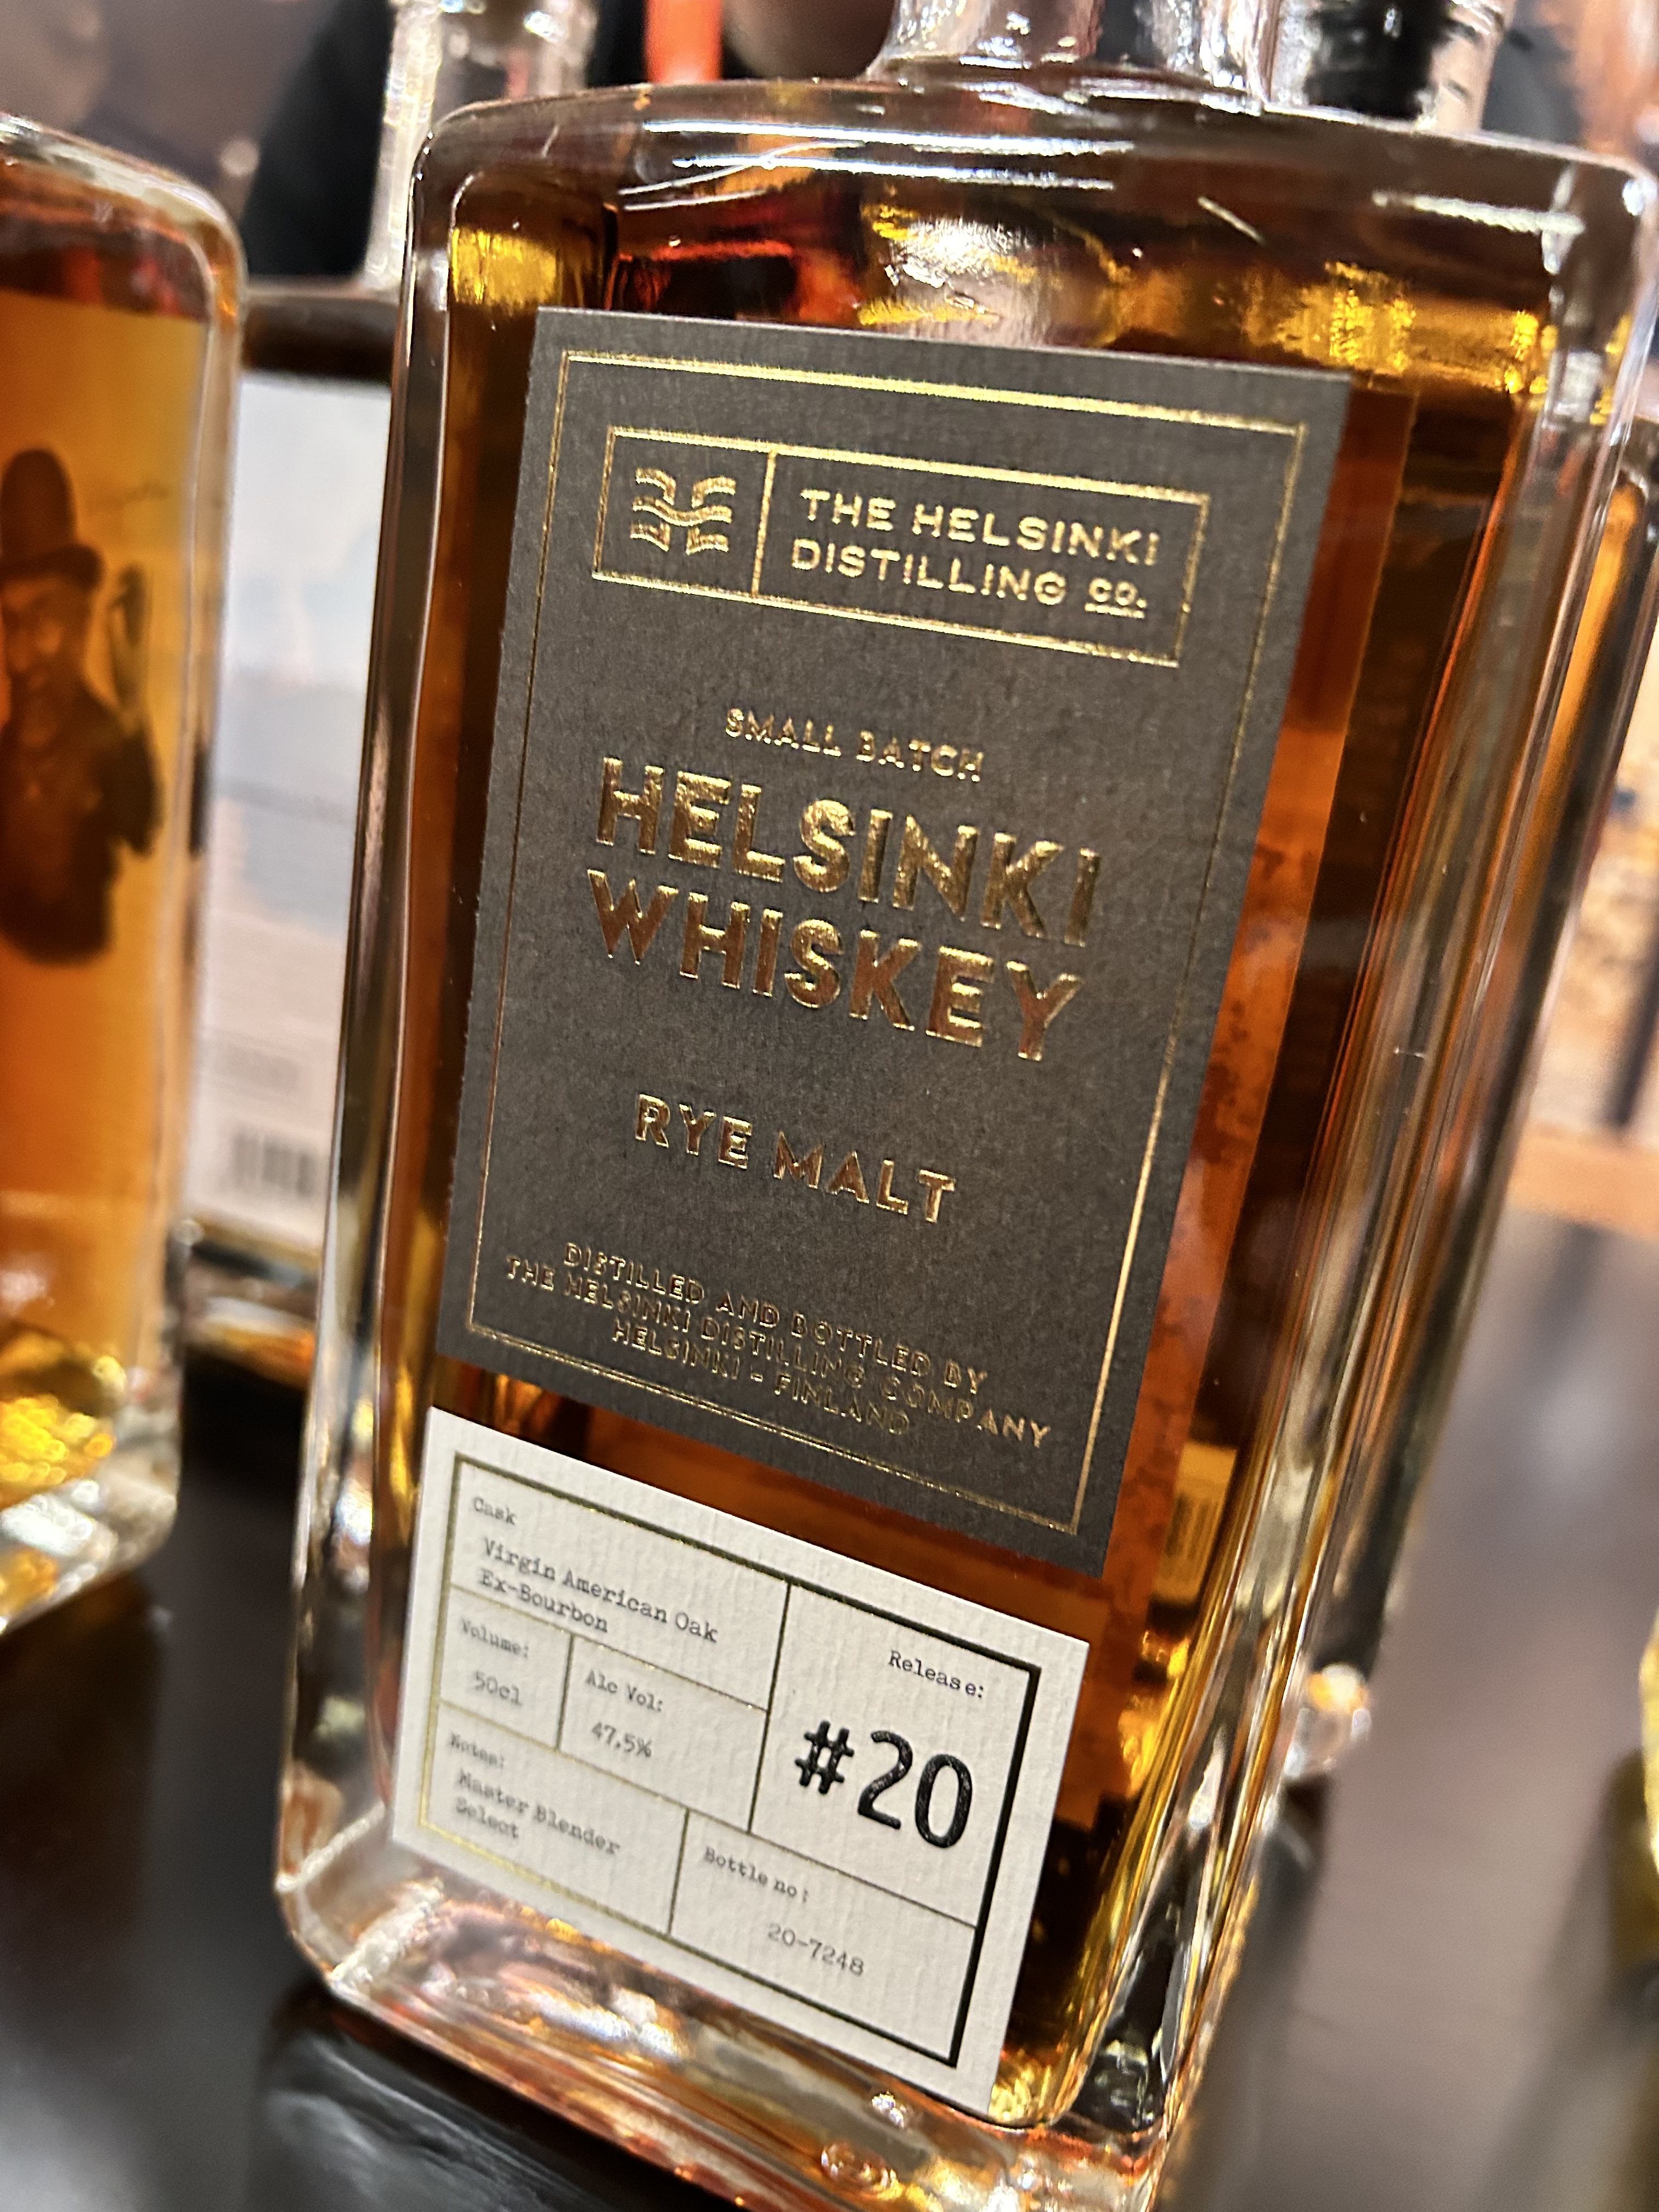 THE HELSINKI
DISTILLING CO.
SMALL BATCH
HELSINKI
WHISKEY
RYE MALT
DISTILLED AND BOTTLED BY
THE HELSINKI DISTILLING COMPANY
HELSINKI - FINLAND
Cask
Virgin American Oak
Ex-Bourbon
Volume:
50cl
Alc Vol:
47,5%
Release:
#20
Notes:
Master Blender
Select
Bottle no:
20-7248